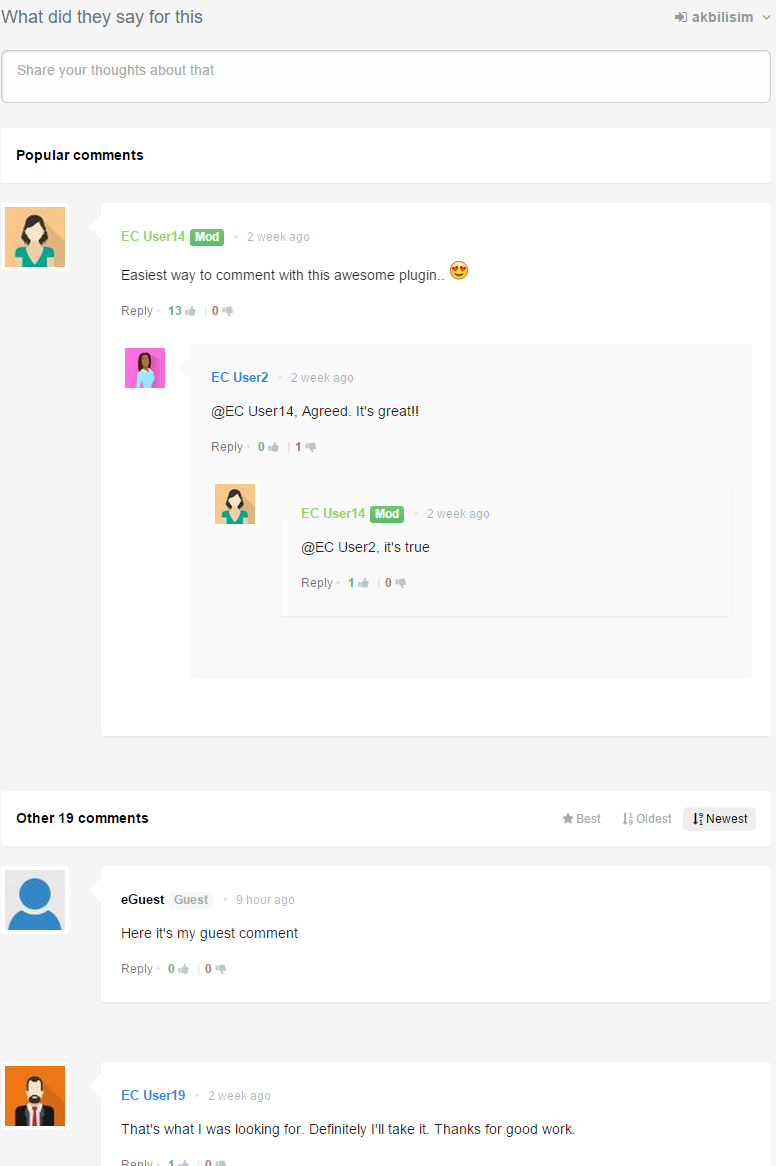 What did they say for this akbilisim
Share your thoughts about that
Popular comments
EC User14 Mod • 2 week ago
Easiest way to comment with this awesome plugin.. 😍
Reply • 13 | 0
EC User2 • 2 week ago
@EC User14, Agreed. It's great!!
Reply • 0 | 1
EC User14 Mod • 2 week ago
@EC User2, it's true
Reply • 1 | 0
Other 19 comments Best Oldest Newest
eGuest Guest • 9 hour ago
Here it's my guest comment
Reply • 0 | 0
EC User19 • 2 week ago
That's what I was looking for. Definitely I'll take it. Thanks for good work.
Reply • 1 | 0